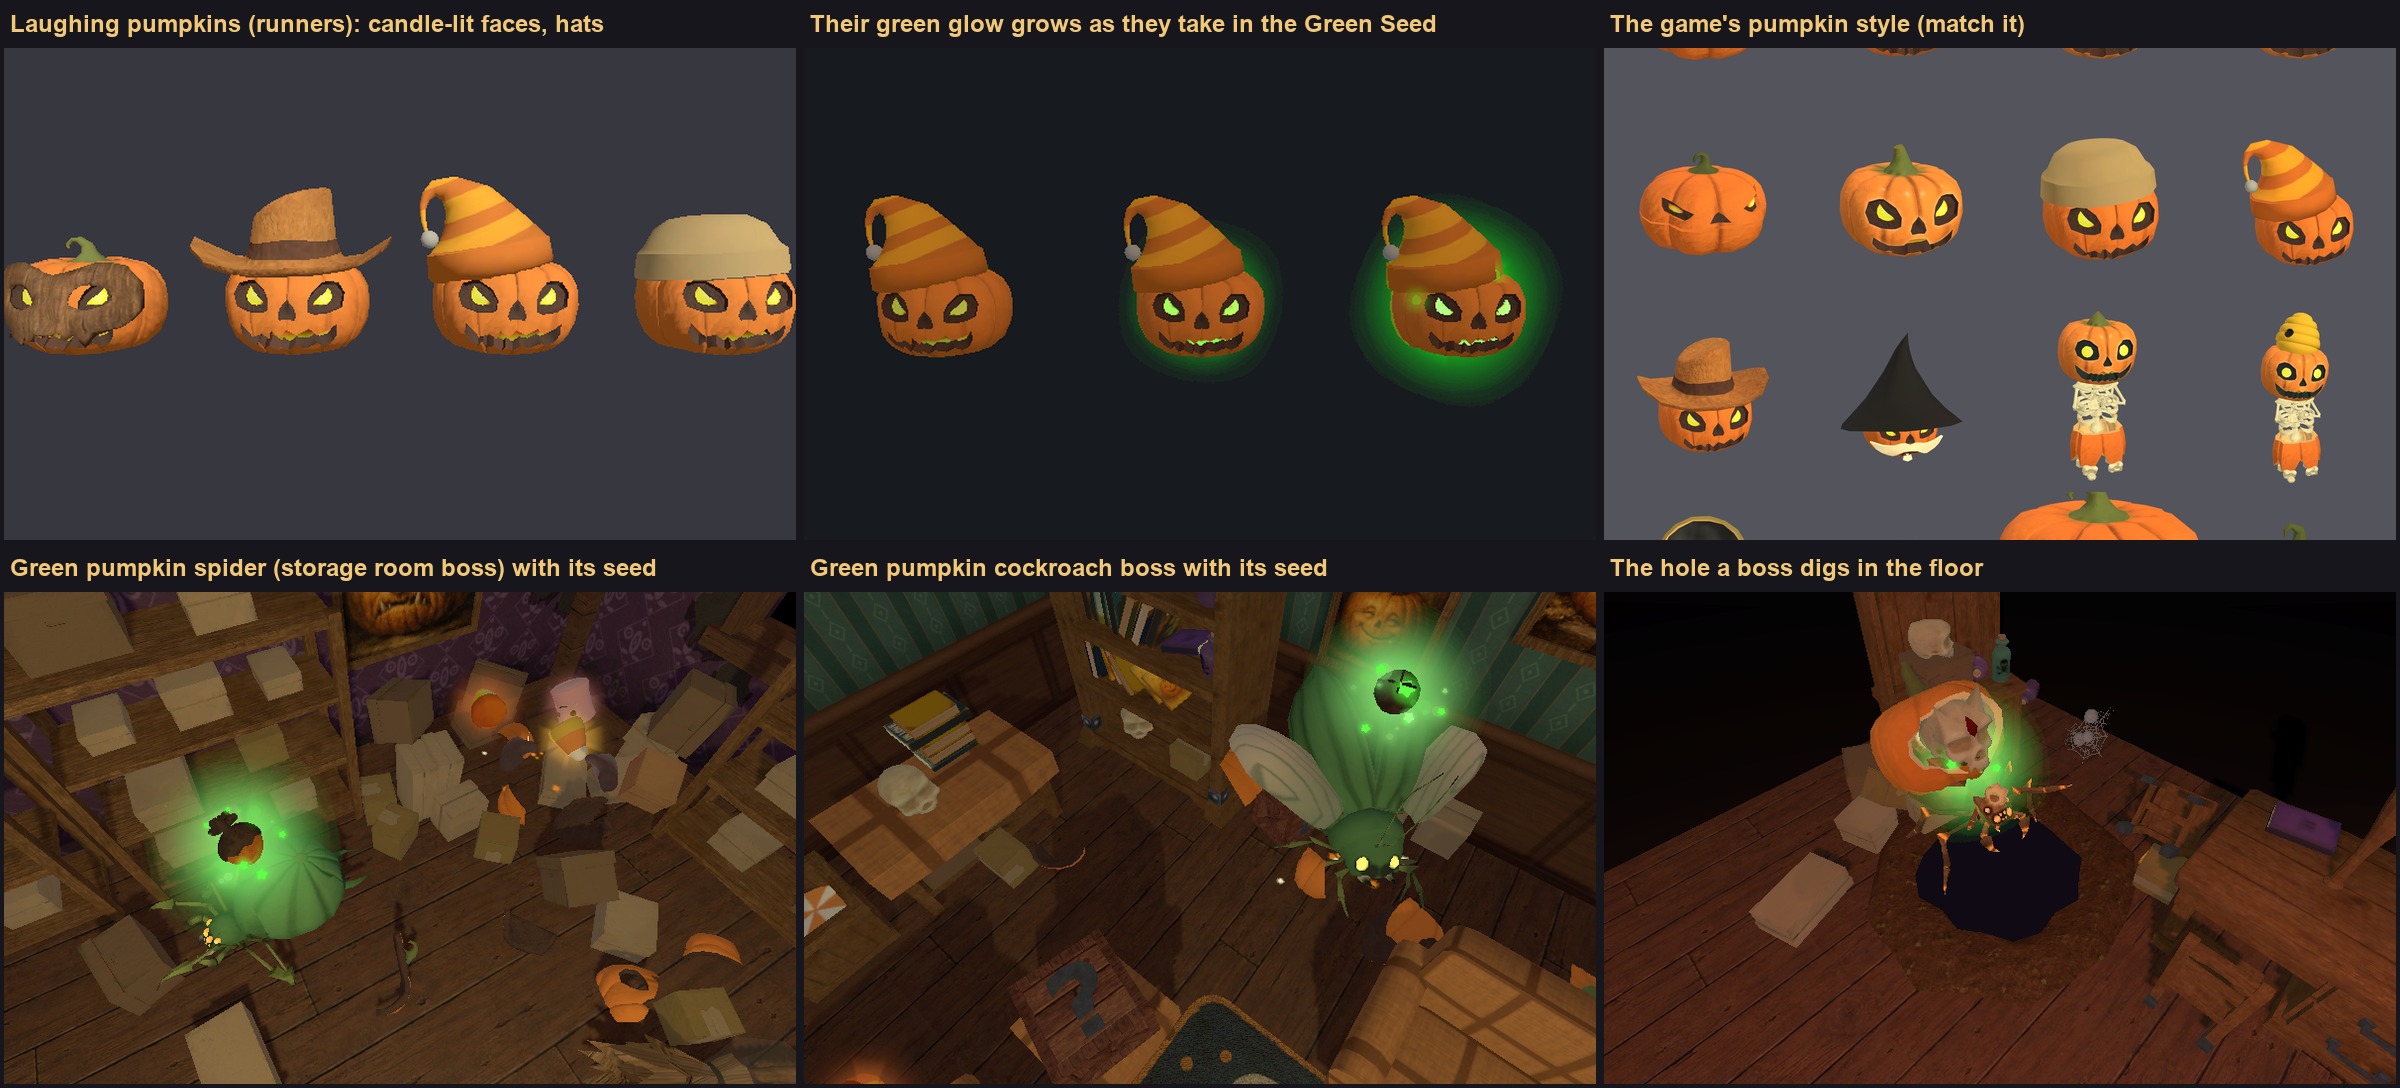 Laughing pumpkins (runners): candle-lit faces, hats
Their green glow grows as they take in the Green Seed
The game's pumpkin style (match it)
Green pumpkin spider (storage room boss) with its seed
Green pumpkin cockroach boss with its seed
The hole a boss digs in the floor
?